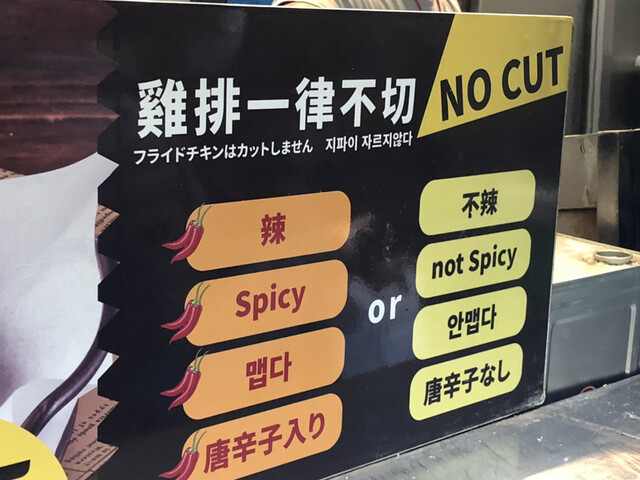 雞排一律不切
NO CUT
フライドチキンはカットしません 지파이 자르지않다
辣
Spicy
맵다
唐辛子入り
or
不辣
not Spicy
안맵다
唐辛子なし